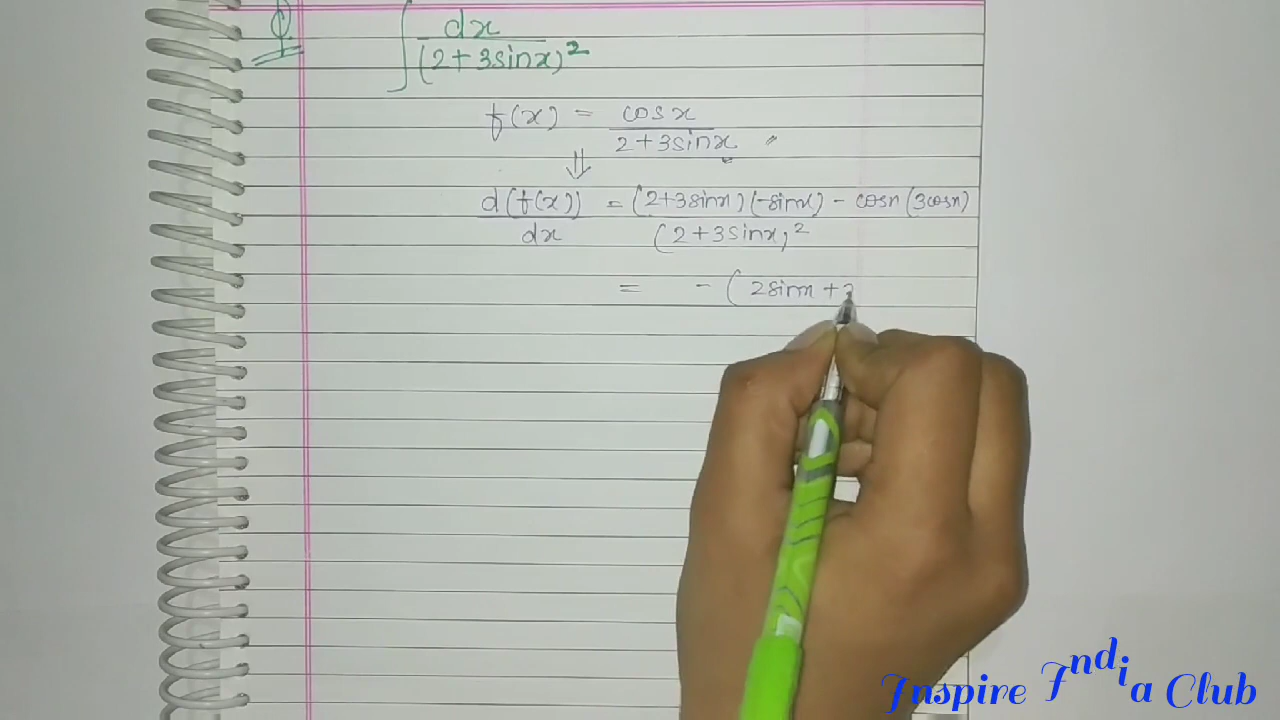 Q ∫ dx
(2+3sinx)²
f(x) = cosx
2+3sinx
⇓
d(f(x)) = (2+3sinx)(-sinx) - cosx(3cosx)
dx (2+3sinx)²
= - (2sinx +3
Inspire India Club